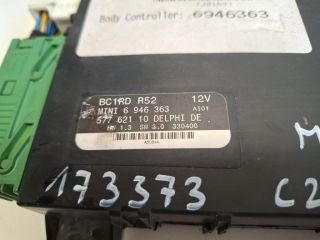 Body Controller: 6946363
BC1RD R52 12V
MINI 6 946 363 AI01
577 621 10 DELPHI DE
HW 1.3 SW 3.0 330400
173373
C2